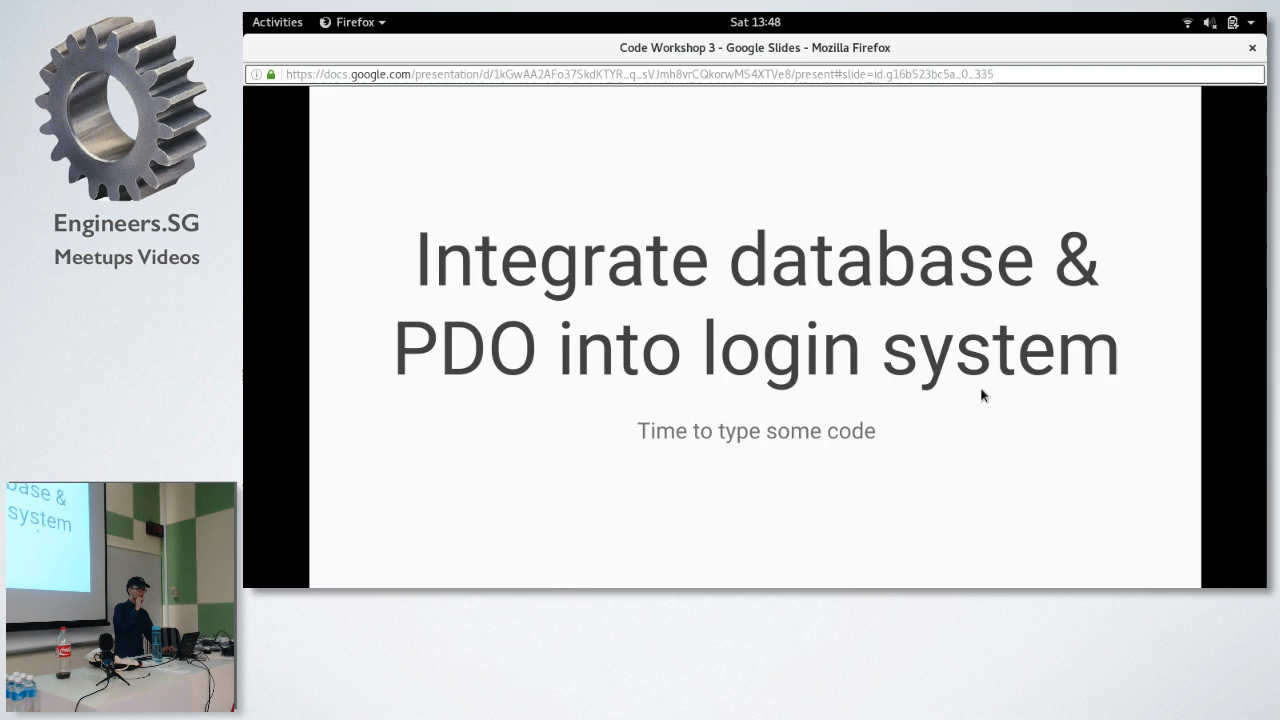 Engineers.SG
Meetups Videos
Activities Firefox Sat 13:48
Code Workshop 3 - Google Slides - Mozilla Firefox
https://docs.google.com/presentation/d/1kGwAA2AFo37SkdKTYR_q_sVJmh8vrCQkorwMS4XTVe8/present#slide=id.g16b523bc5a_0_335
Integrate database &
PDO into login system
Time to type some code
base &
system